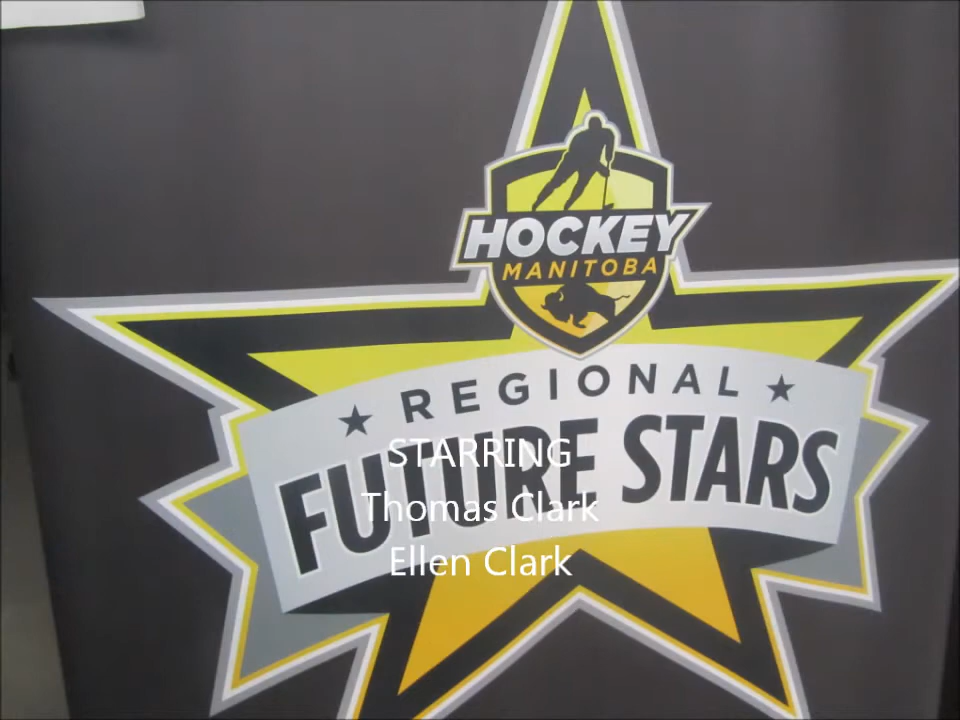 HOCKEY
MANITOBA
REGIONAL
FUTURE STARS
STARRING
Thomas Clark
Ellen Clark